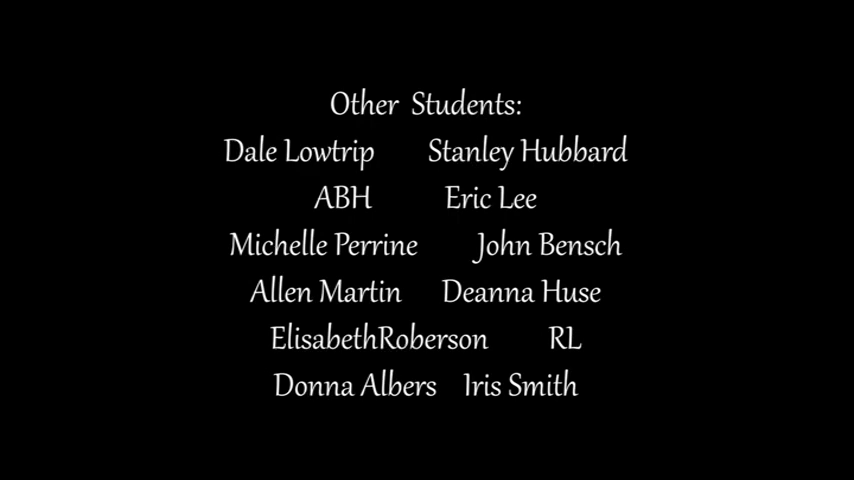 Other Students:
Dale Lowtrip Stanley Hubbard
ABH Eric Lee
Michelle Perrine John Bensch
Allen Martin Deanna Huse
ElisabethRoberson RL
Donna Albers Iris Smith